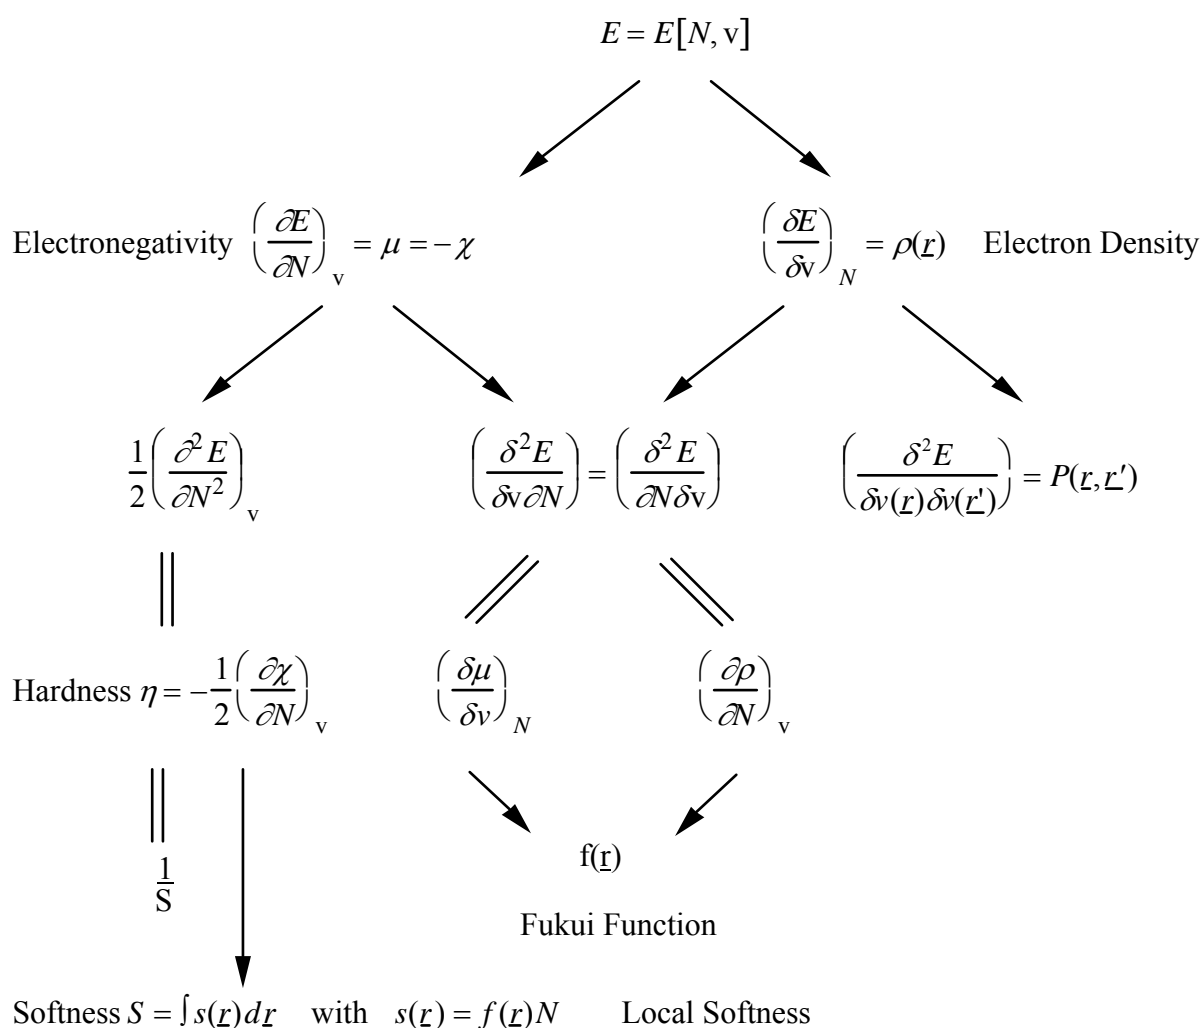 E = E[N, v]
Electronegativity (∂E/∂N)_v = μ = −χ
(δE/δv)_N = ρ(r̲) Electron Density
1/2 (∂²E/∂N²)_v
(δ²E/δv∂N) = (δ²E/∂Nδv)
(δ²E/δv(r̲)δv(r̲')) = P(r̲, r̲')
Hardness η = −1/2 (∂χ/∂N)_v
(δμ/δv)_N
(∂ρ/∂N)_v
f(r̲)
1/S
Fukui Function
Softness S = ∫ s(r̲)dr̲ with s(r̲) = f(r̲)N Local Softness